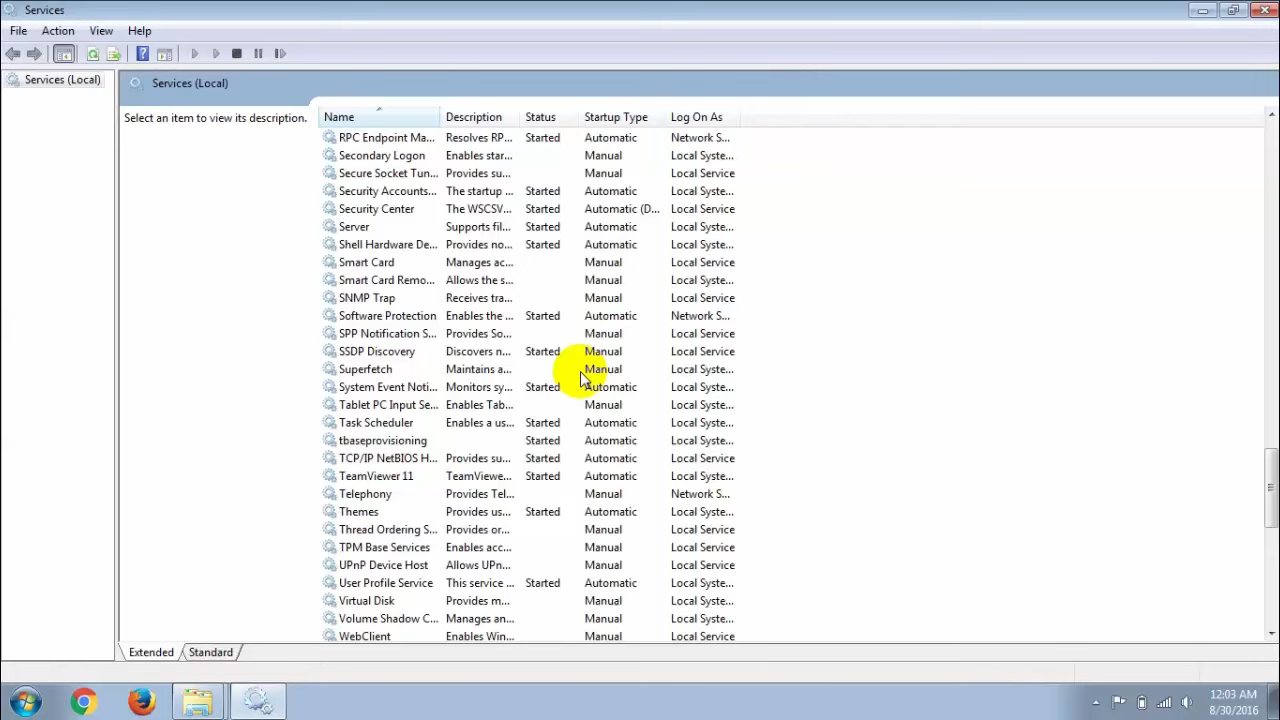 Services
File Action View Help
Services (Local)
Services (Local)
Select an item to view its description.
Name Description Status Startup Type Log On As
RPC Endpoint Ma... Resolves RP... Started Automatic Network S...
Secondary Logon Enables star... Manual Local Syste...
Secure Socket Tun... Provides su... Manual Local Service
Security Accounts... The startup ... Started Automatic Local Syste...
Security Center The WSCSV... Started Automatic (D... Local Service
Server Supports fil... Started Automatic Local Syste...
Shell Hardware De... Provides no... Started Automatic Local Syste...
Smart Card Manages ac... Manual Local Service
Smart Card Remo... Allows the s... Manual Local Syste...
SNMP Trap Receives tra... Manual Local Service
Software Protection Enables the ... Started Automatic Network S...
SPP Notification S... Provides So... Manual Local Service
SSDP Discovery Discovers n... Started Manual Local Service
Superfetch Maintains a... Manual Local Syste...
System Event Noti... Monitors sy... Started Automatic Local Syste...
Tablet PC Input Se... Enables Tab... Manual Local Syste...
Task Scheduler Enables a us... Started Automatic Local Syste...
tbaseprovisioning Started Automatic Local Syste...
TCP/IP NetBIOS H... Provides su... Started Automatic Local Service
TeamViewer 11 TeamViewe... Started Automatic Local Syste...
Telephony Provides Tel... Manual Network S...
Themes Provides us... Started Automatic Local Syste...
Thread Ordering S... Provides or... Manual Local Service
TPM Base Services Enables acc... Manual Local Service
UPnP Device Host Allows UPn... Manual Local Service
User Profile Service This service ... Started Automatic Local Syste...
Virtual Disk Provides m... Manual Local Syste...
Volume Shadow C... Manages an... Manual Local Syste...
WebClient Enables Win... Manual Local Service
Extended Standard
12:03 AM
8/30/2016